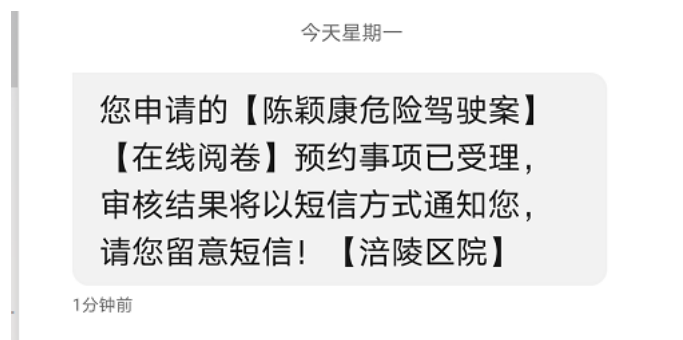 今天星期一
您申请的【陈颖康危险驾驶案】
【在线阅卷】预约事项已受理，
审核结果将以短信方式通知您，
请您留意短信！【涪陵区院】
1分钟前